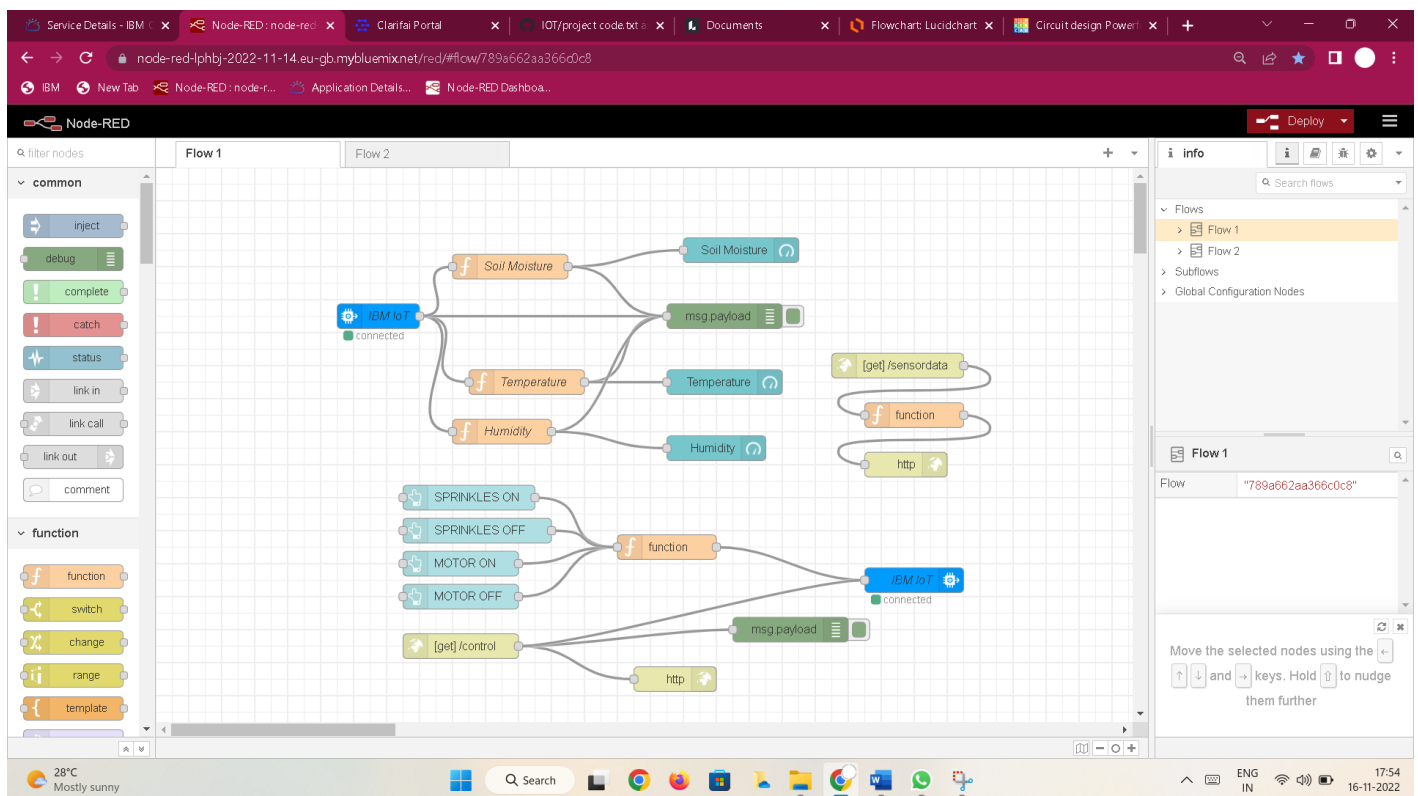 Service Details - IBM C
Node-RED : node-red
Clarifai Portal
IOT/project code.txt a
Documents
Flowchart: Lucidchart
Circuit design Powerf
node-red-lphbj-2022-11-14.eu-gb.mybluemix.net/red/#flow/789a662aa366c0c8
IBM
New Tab
Node-RED : node-r...
Application Details...
Node-RED Dashboa...
Node-RED
Deploy
filter nodes
Flow 1
Flow 2
i info
Search flows
common
inject
debug
complete
catch
status
link in
link call
link out
comment
function
function
switch
change
range
template
Soil Moisture
Soil Moisture
IBM IoT
connected
msg.payload
Temperature
Temperature
Humidity
Humidity
[get] /sensordata
function
http
SPRINKLES ON
SPRINKLES OFF
MOTOR ON
MOTOR OFF
function
IBM IoT
connected
[get] /control
msg.payload
http
Flows
Flow 1
Flow 2
Subflows
Global Configuration Nodes
Flow 1
Flow "789a662aa366c0c8"
Move the selected nodes using the ←
↑ ↓ and → keys. Hold ⇧ to nudge
them further
28°C
Mostly sunny
Search
ENG
IN
17:54
16-11-2022